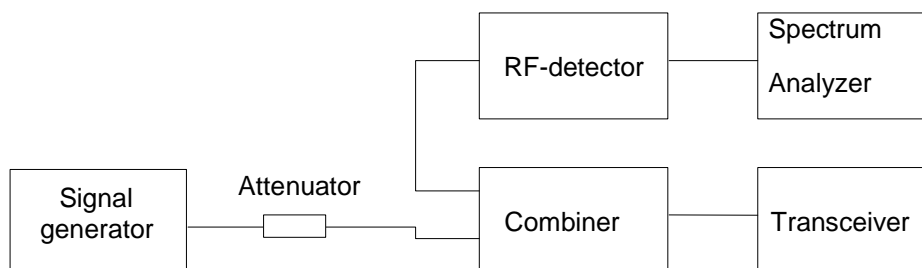 RF-detector
Spectrum
Analyzer
Signal
generator
Attenuator
Combiner
Transceiver